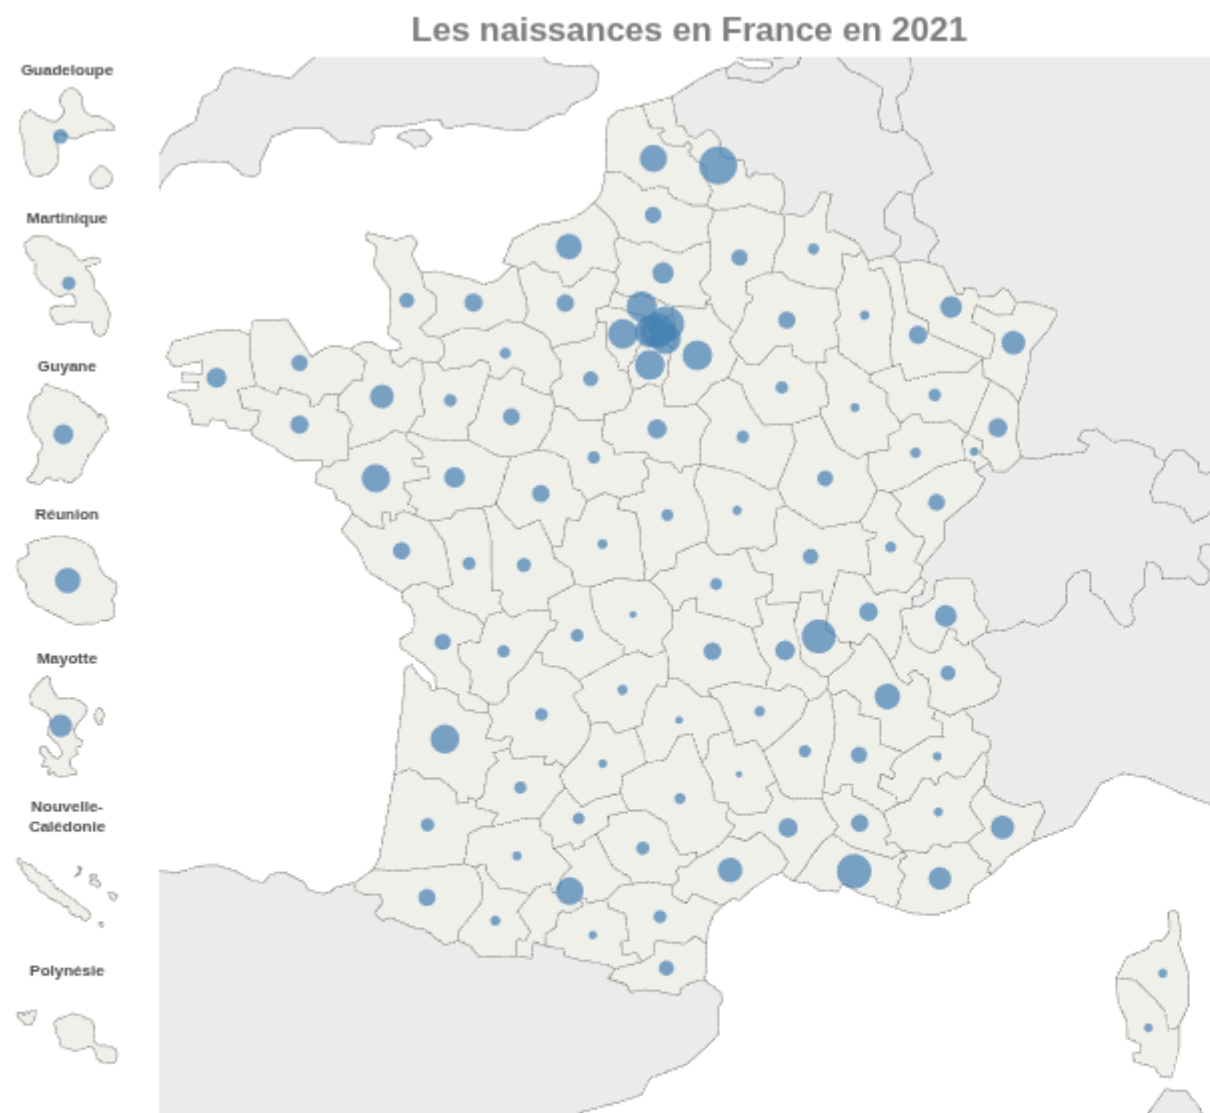 Les naissances en France en 2021
Guadeloupe
Martinique
Guyane
Réunion
Mayotte
Nouvelle-
Calédonie
Polynésie